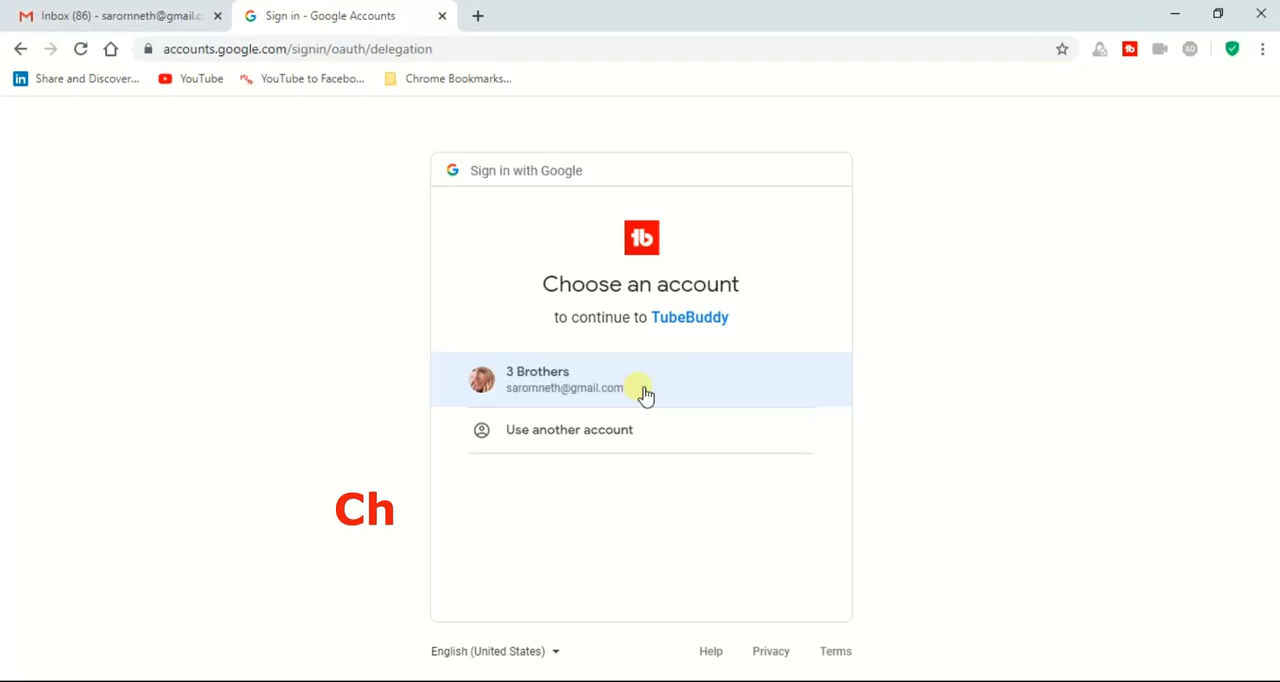 Inbox (86) - sarornneth@gmail.c
Sign in - Google Accounts
accounts.google.com/signin/oauth/delegation
Share and Discover...
YouTube
YouTube to Facebo...
Chrome Bookmarks...
Sign in with Google
Choose an account
to continue to TubeBuddy
3 Brothers
sarornneth@gmail.com
Use another account
Ch
English (United States)
Help
Privacy
Terms